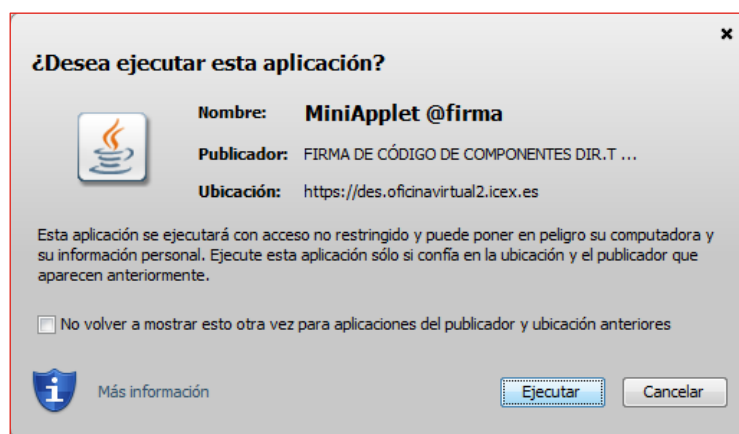 ¿Desea ejecutar esta aplicación?
Nombre: MiniApplet @firma
Publicador: FIRMA DE CÓDIGO DE COMPONENTES DIR.T ...
Ubicación: https://des.oficinavirtual2.icex.es
Esta aplicación se ejecutará con acceso no restringido y puede poner en peligro su computadora y
su información personal. Ejecute esta aplicación sólo si confía en la ubicación y el publicador que
aparecen anteriormente.
No volver a mostrar esto otra vez para aplicaciones del publicador y ubicación anteriores
Más información
Ejecutar
Cancelar